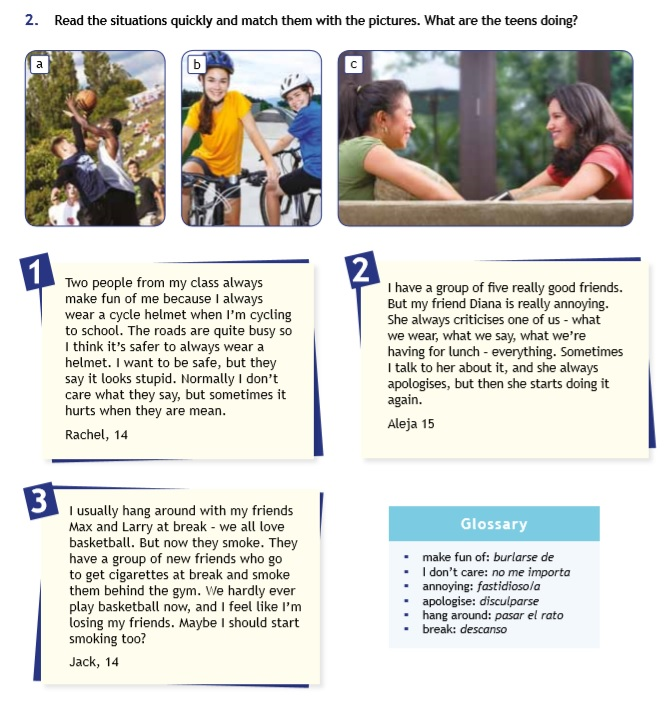 2. Read the situations quickly and match them with the pictures. What are the teens doing?
a
b
c
1
Two people from my class always
make fun of me because I always
wear a cycle helmet when I'm cycling
to school. The roads are quite busy so
I think it's safer to always wear a
helmet. I want to be safe, but they
say it looks stupid. Normally I don't
care what they say, but sometimes it
hurts when they are mean.
Rachel, 14
2
I have a group of five really good friends.
But my friend Diana is really annoying.
She always criticises one of us - what
we wear, what we say, what we're
having for lunch - everything. Sometimes
I talk to her about it, and she always
apologises, but then she starts doing it
again.
Aleja 15
3
I usually hang around with my friends
Max and Larry at break - we all love
basketball. But now they smoke. They
have a group of new friends who go
to get cigarettes at break and smoke
them behind the gym. We hardly ever
play basketball now, and I feel like I'm
losing my friends. Maybe I should start
smoking too?
Jack, 14
Glossary
• make fun of: burlarse de
• I don't care: no me importa
• annoying: fastidioso/a
• apologise: disculparse
• hang around: pasar el rato
• break: descanso